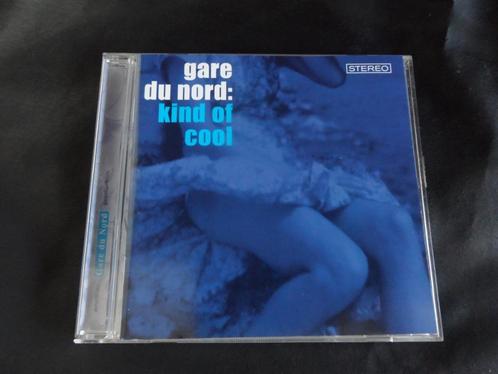 gare
du nord:
kind of
cool
STEREO
Gare du Nord